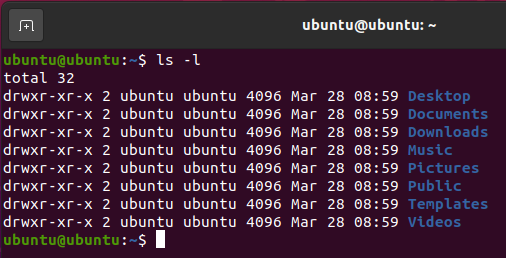 ubuntu@ubuntu: ~
ubuntu@ubuntu:~$ ls -l
total 32
drwxr-xr-x 2 ubuntu ubuntu 4096 Mar 28 08:59 Desktop
drwxr-xr-x 2 ubuntu ubuntu 4096 Mar 28 08:59 Documents
drwxr-xr-x 2 ubuntu ubuntu 4096 Mar 28 08:59 Downloads
drwxr-xr-x 2 ubuntu ubuntu 4096 Mar 28 08:59 Music
drwxr-xr-x 2 ubuntu ubuntu 4096 Mar 28 08:59 Pictures
drwxr-xr-x 2 ubuntu ubuntu 4096 Mar 28 08:59 Public
drwxr-xr-x 2 ubuntu ubuntu 4096 Mar 28 08:59 Templates
drwxr-xr-x 2 ubuntu ubuntu 4096 Mar 28 08:59 Videos
ubuntu@ubuntu:~$